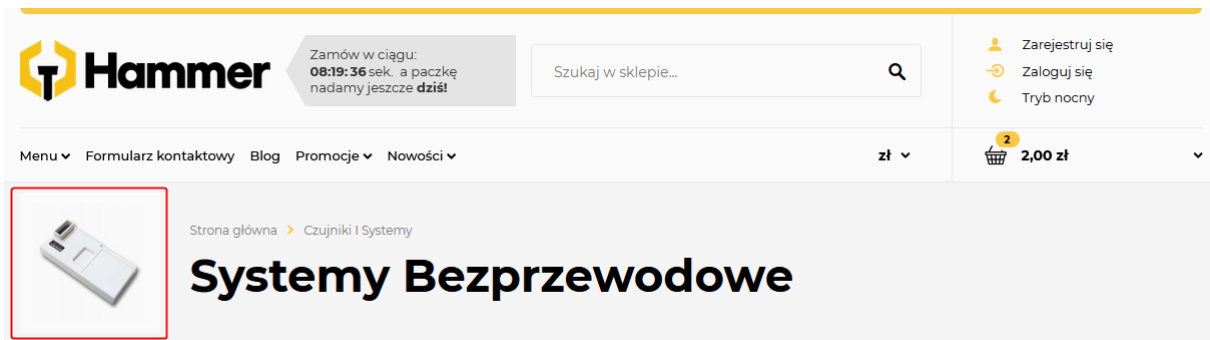 Hammer
Zamów w ciągu:
08:19:36 sek. a paczkę
nadamy jeszcze dziś!
Szukaj w sklepie...
Zarejestruj się
Zaloguj się
Tryb nocny
Menu Formularz kontaktowy Blog Promocje Nowości
zł
2
2,00 zł
Strona główna Czujniki I Systemy
Systemy Bezprzewodowe